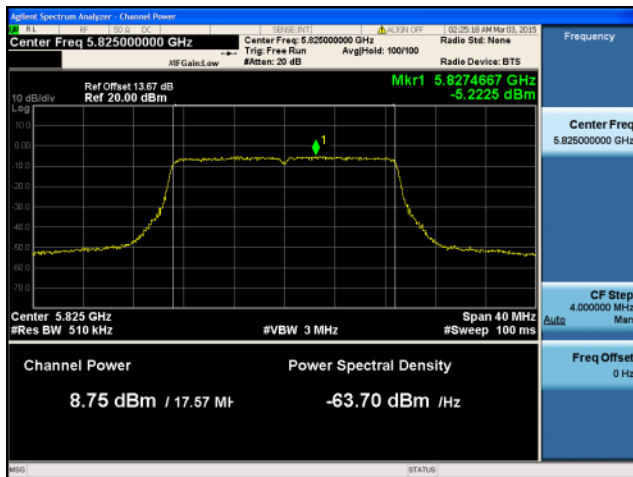 Agilent Spectrum Analyzer - Channel Power
RL RF 50 Ω DC SENSE:INT ALIGN OFF 02:25:18 AM Mar 03, 2015
Center Freq 5.825000000 GHz
Center Freq: 5.825000000 GHz Radio Std: None
Trig: Free Run Avg|Hold: 100/100
#IFGain:Low #Atten: 20 dB Radio Device: BTS
Frequency
Mkr1 5.8274667 GHz
-5.2225 dBm
Ref Offset 13.67 dB
10 dB/div Ref 20.00 dBm
Log
10.0
0.00
-10.0
-20.0
-30.0
-40.0
-50.0
-60.0
-70.0
1
Center 5.825 GHz Span 40 MHz
#Res BW 510 kHz #VBW 3 MHz #Sweep 100 ms
Channel Power Power Spectral Density
8.75 dBm / 17.57 MH -63.70 dBm /Hz
Center Freq
5.825000000 GHz
CF Step
4.000000 MHz
Auto Man
Freq Offset
0 Hz
MSG STATUS